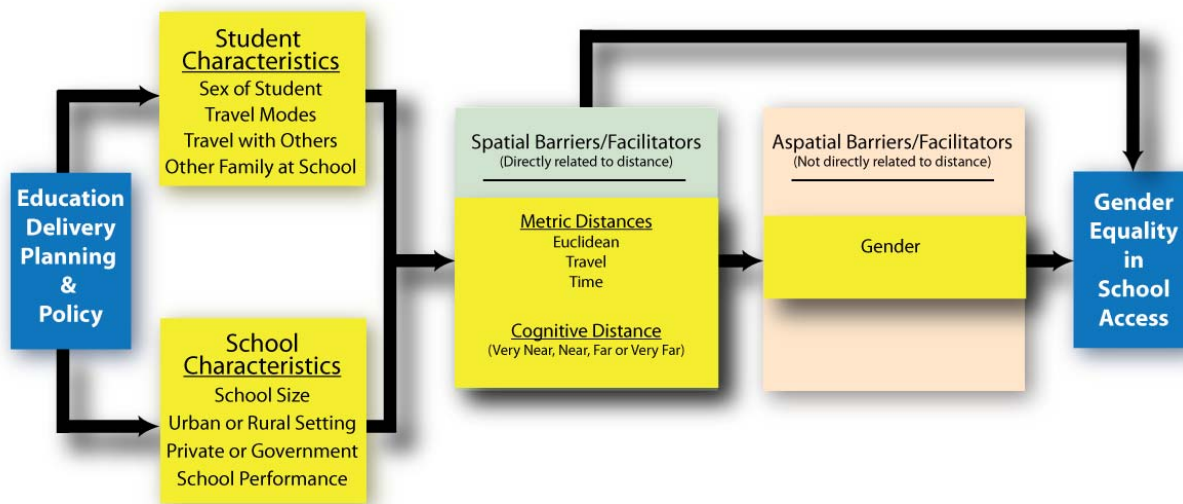 Education
Delivery
Planning
&
Policy
Student
Characteristics
Sex of Student
Travel Modes
Travel with Others
Other Family at School
School
Characteristics
School Size
Urban or Rural Setting
Private or Government
School Performance
Spatial Barriers/Facilitators
(Directly related to distance)
Metric Distances
Euclidean
Travel
Time
Cognitive Distance
(Very Near, Near, Far or Very Far)
Aspatial Barriers/Facilitators
(Not directly related to distance)
Gender
Gender
Equality
in
School
Access